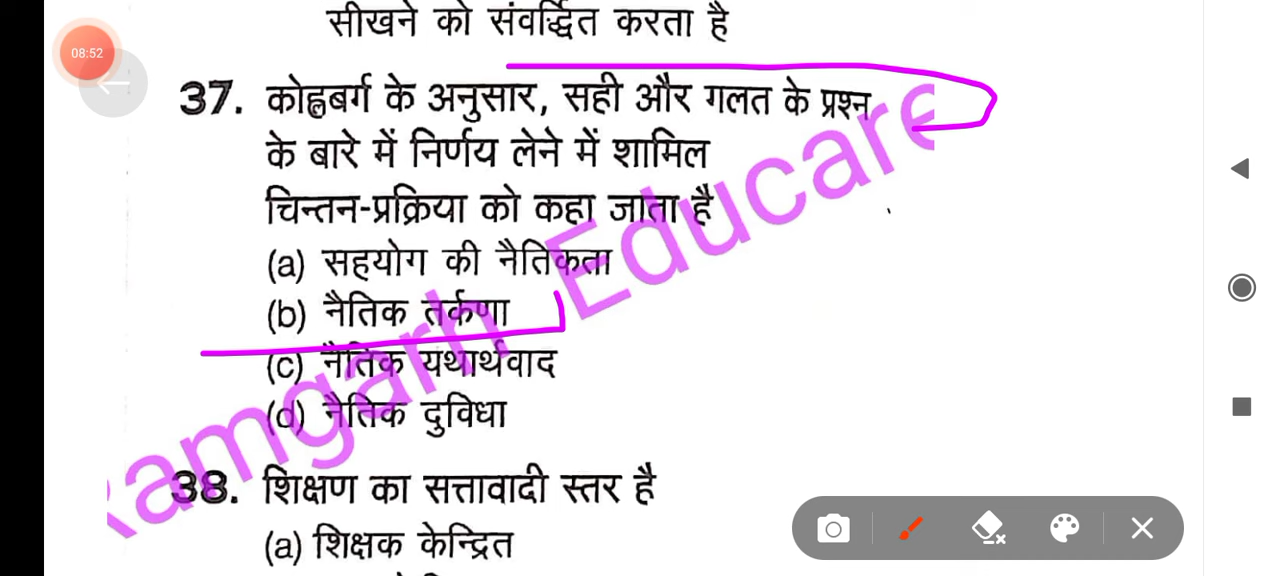 सीखने को संवर्द्धित करता है
08:52
37. कोह्लबर्ग के अनुसार, सही और गलत के प्रश्न
के बारे में निर्णय लेने में शामिल
चिन्तन-प्रक्रिया को कहा जाता है
(a) सहयोग की नैतिकता
(b) नैतिक तर्कणा
(c) नैतिक यथार्थवाद
(d) नैतिक दुविधा
Ramgarh Educare
38. शिक्षण का सत्तावादी स्तर है
(a) शिक्षक केन्द्रित